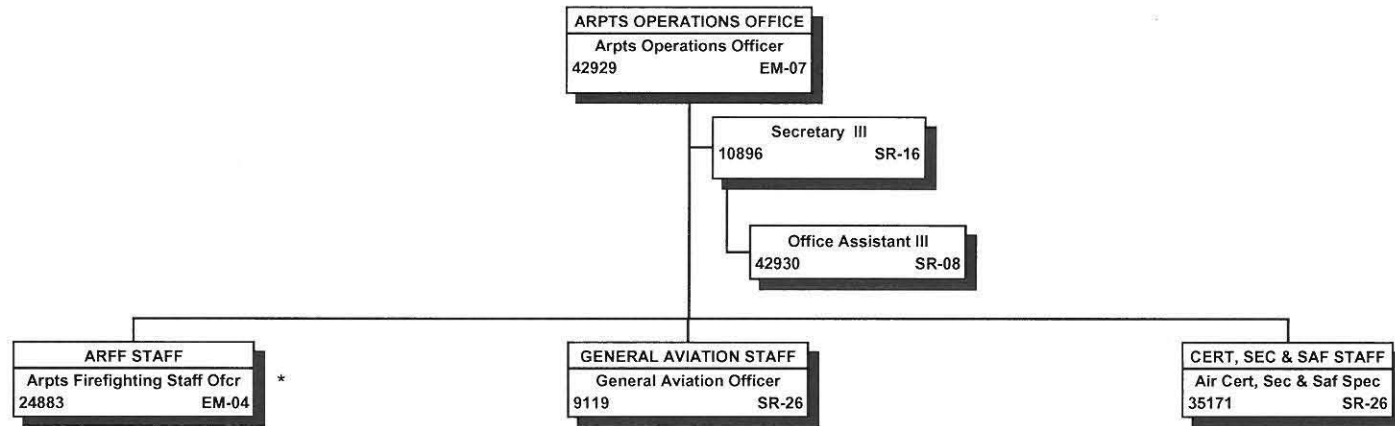 ARPTS OPERATIONS OFFICE
Arpts Operations Officer
42929 EM-07
Secretary III
10896 SR-16
Office Assistant III
42930 SR-08
ARFF STAFF
Arpts Firefighting Staff Ofcr *
24883 EM-04
GENERAL AVIATION STAFF
General Aviation Officer
9119 SR-26
CERT, SEC & SAF STAFF
Air Cert, Sec & Saf Spec
35171 SR-26